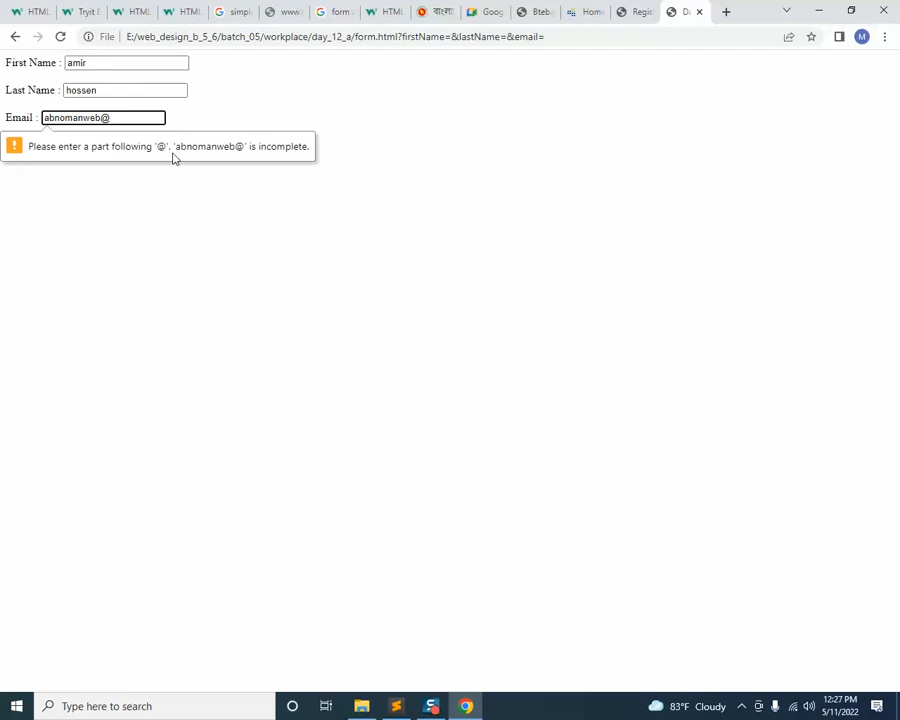 HTML Tryit E HTML HTML simpl www. form a HTML বাংলা Goog Bteb Home Regis Da
File E:/web_design_b_5_6/batch_05/workplace/day_12_a/form.html?firstName=&lastName=&email=
M
First Name : amir
Last Name : hossen
Email : abnomanweb@
Please enter a part following '@'. 'abnomanweb@' is incomplete.
Type here to search
83°F Cloudy
12:27 PM
5/11/2022